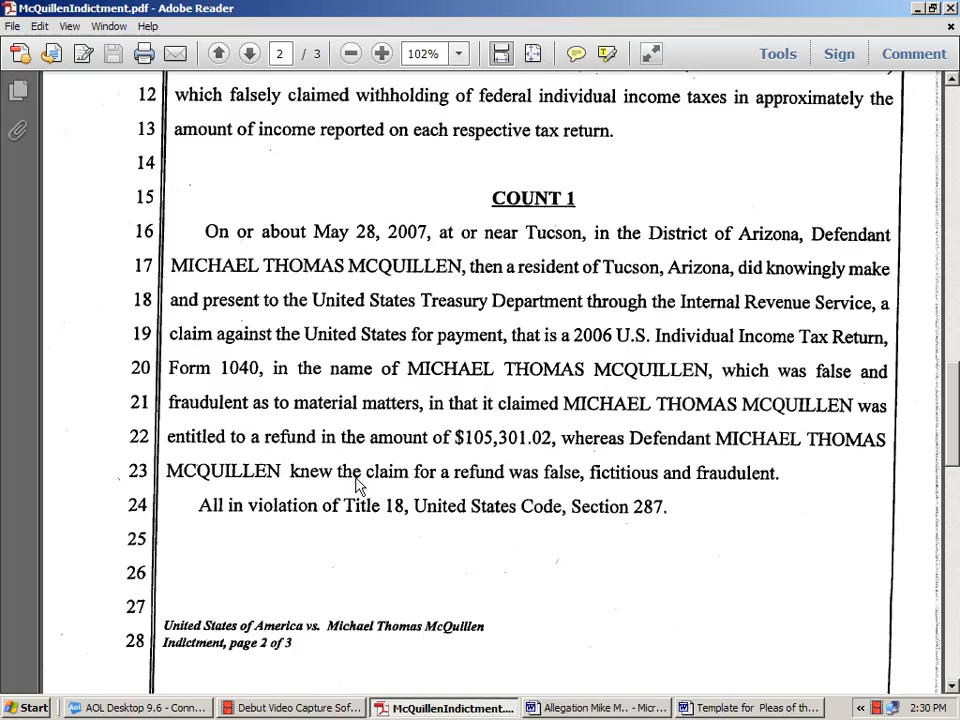 McQuillenIndictment.pdf - Adobe Reader
File Edit View Window Help
2 / 3 102% Tools Sign Comment
12 which falsely claimed withholding of federal individual income taxes in approximately the
13 amount of income reported on each respective tax return.
14
15 COUNT 1
16 On or about May 28, 2007, at or near Tucson, in the District of Arizona, Defendant
17 MICHAEL THOMAS MCQUILLEN, then a resident of Tucson, Arizona, did knowingly make
18 and present to the United States Treasury Department through the Internal Revenue Service, a
19 claim against the United States for payment, that is a 2006 U.S. Individual Income Tax Return,
20 Form 1040, in the name of MICHAEL THOMAS MCQUILLEN, which was false and
21 fraudulent as to material matters, in that it claimed MICHAEL THOMAS MCQUILLEN was
22 entitled to a refund in the amount of $105,301.02, whereas Defendant MICHAEL THOMAS
23 MCQUILLEN knew the claim for a refund was false, fictitious and fraudulent.
24 All in violation of Title 18, United States Code, Section 287.
25
26
27
United States of America vs. Michael Thomas McQuillen
28 Indictment, page 2 of 3
Start AOL Desktop 9.6 - Conn... Debut Video Capture Sof... McQuillenIndictment.... Allegation Mike M.. - Micr... Template for Pleas of th... « 2:30 PM